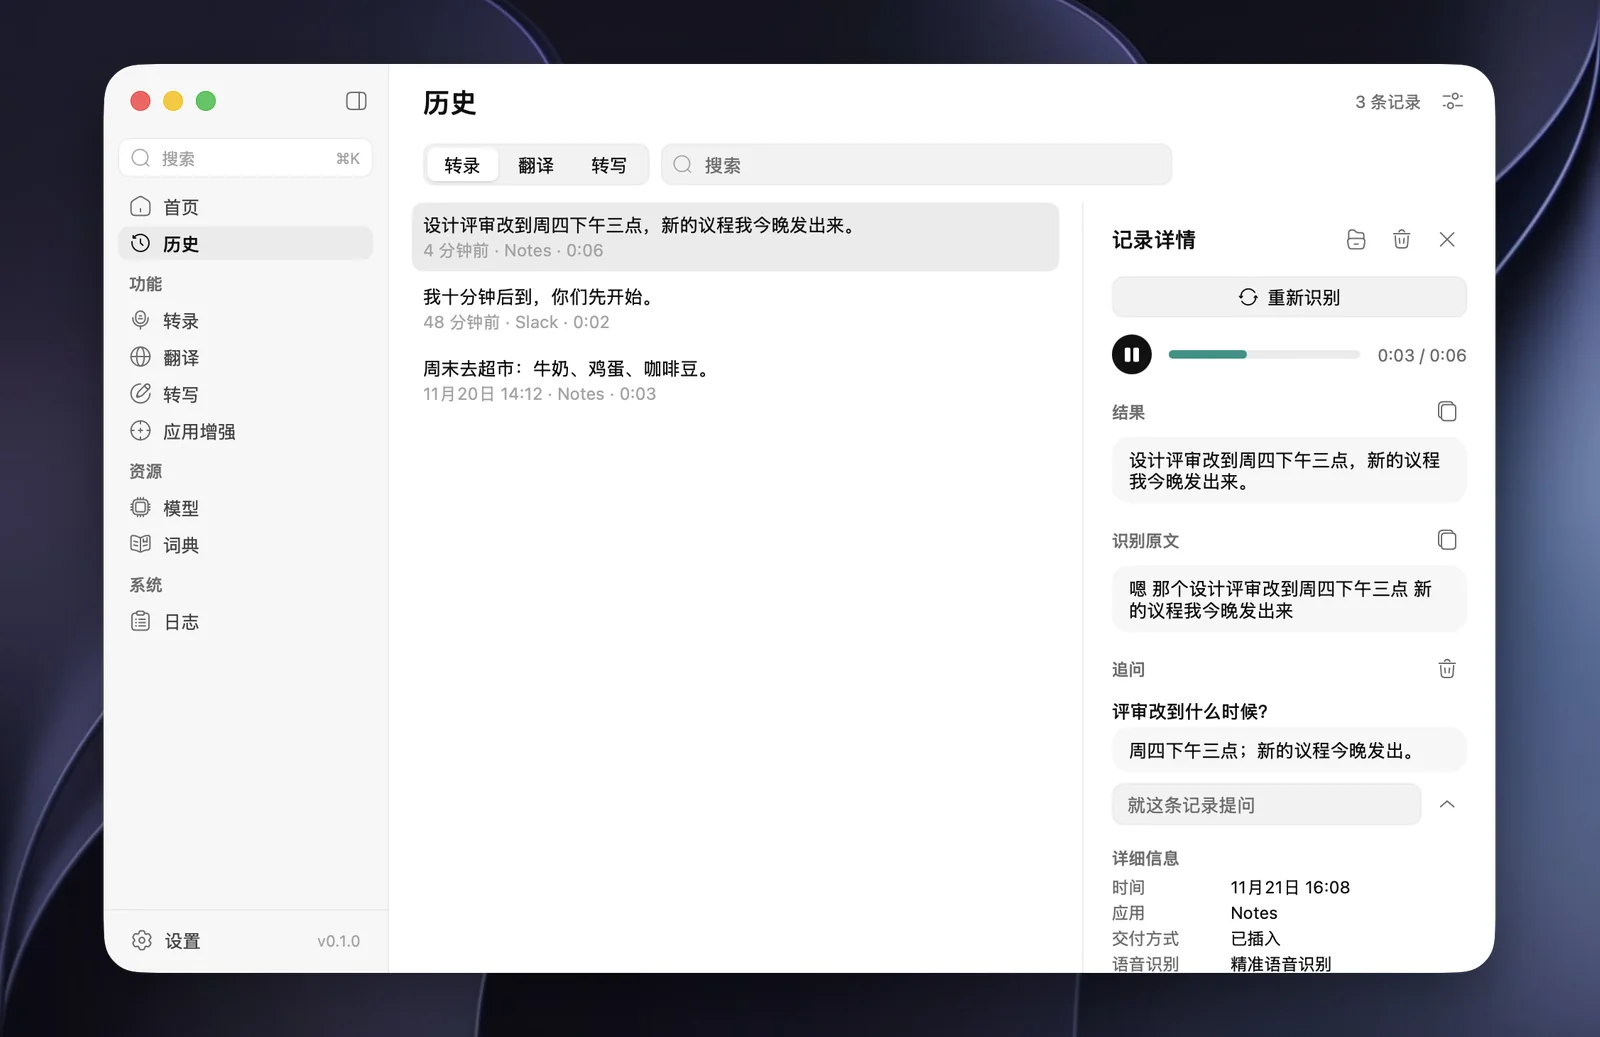 搜索 ⌘K
首页
历史
功能
转录
翻译
转写
应用增强
资源
模型
词典
系统
日志
设置 v0.1.0
历史
3 条记录
转录 翻译 转写
搜索
设计评审改到周四下午三点，新的议程我今晚发出来。
4 分钟前 · Notes · 0:06
我十分钟后到，你们先开始。
48 分钟前 · Slack · 0:02
周末去超市：牛奶、鸡蛋、咖啡豆。
11月20日 14:12 · Notes · 0:03
记录详情
重新识别
0:03 / 0:06
结果
设计评审改到周四下午三点，新的议程
我今晚发出来。
识别原文
嗯 那个设计评审改到周四下午三点 新
的议程我今晚发出来
追问
评审改到什么时候？
周四下午三点；新的议程今晚发出。
就这条记录提问
详细信息
时间 11月21日 16:08
应用 Notes
交付方式 已插入
语音识别 精准语音识别